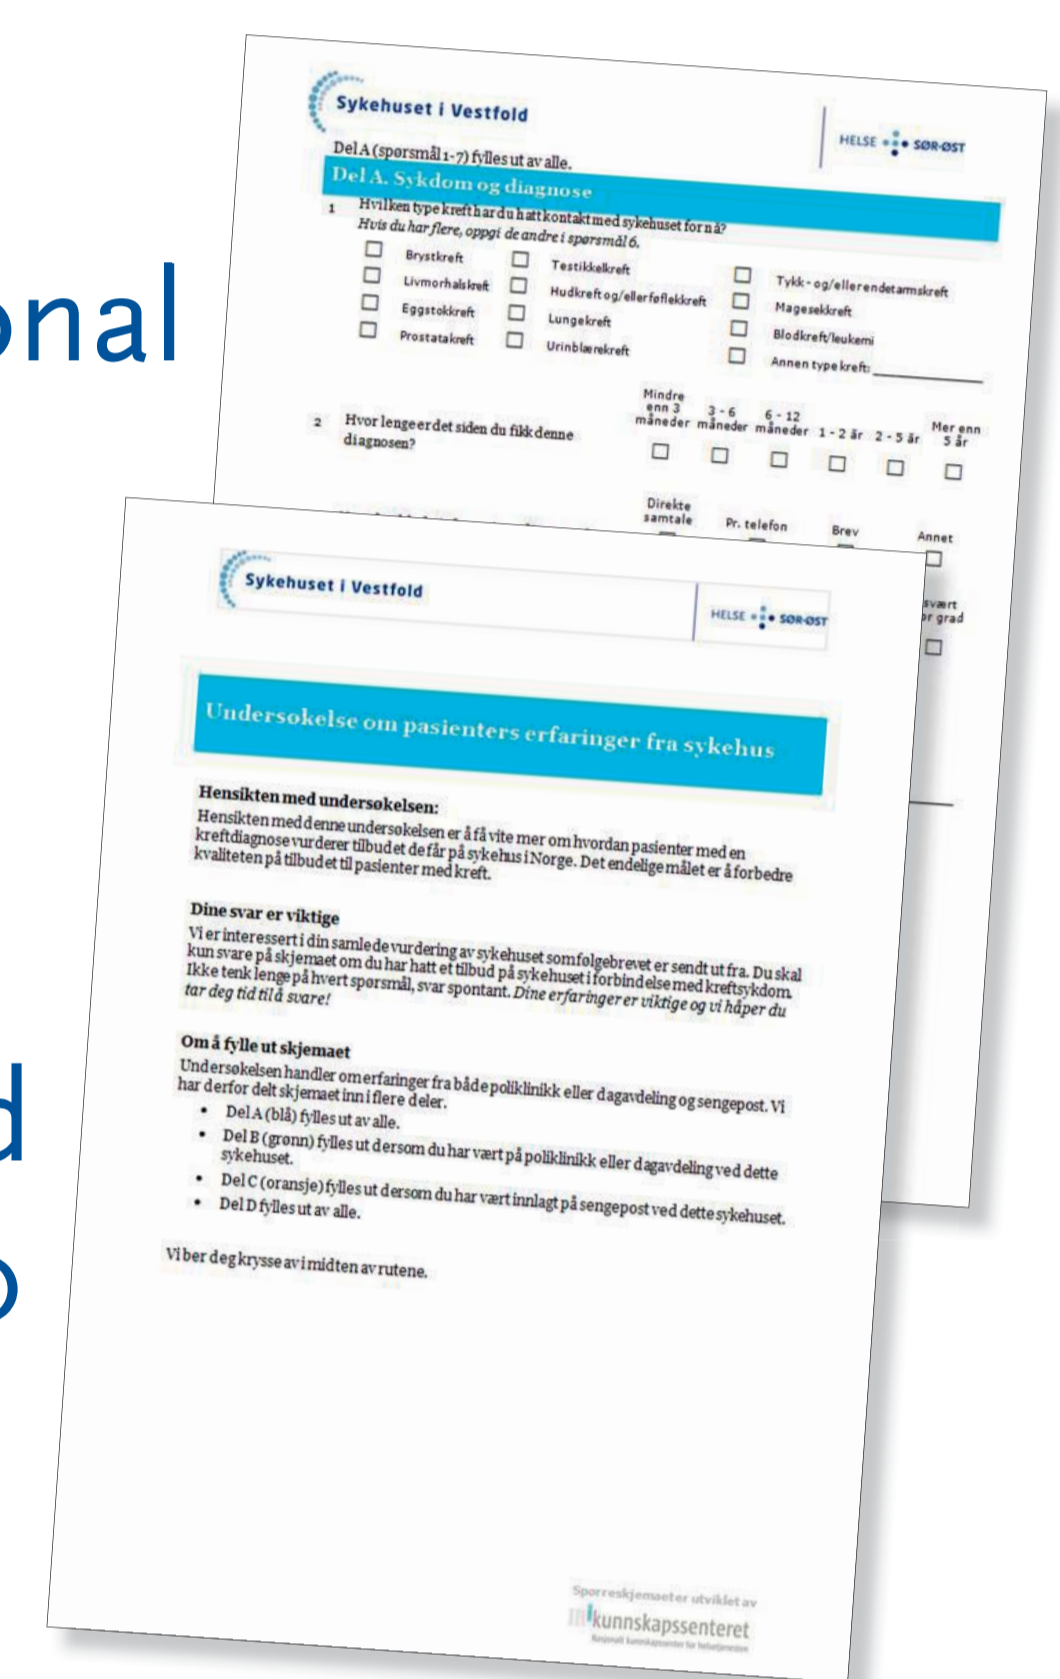 onal
d
Sykehuset i Vestfold
HELSE SØR-ØST
Del A (spørsmål 1-7) fylles ut av alle.
Del A. Sykdom og diagnose
1 Hvilken type kreft har du hatt kontakt med sykehuset for nå?
Hvis du har flere, oppgi de andre i spørsmål 6.
Brystkreft Testikkelkreft Tykk- og/eller endetarmskreft
Livmorhalskreft Hudkreft og/eller føflekkreft Magesekkreft
Eggstokkreft Lungekreft Blodkreft/leukemi
Prostatakreft Urinblærekreft Annen type kreft:
Mindre
enn 3 3 - 6 6 - 12 Mer enn
måneder måneder måneder 1 - 2 år 2 - 5 år 5 år
2 Hvor lenge er det siden du fikk denne
diagnosen?
Direkte
samtale Pr. telefon Brev Annet
svært
or grad
Sykehuset i Vestfold
HELSE SØR-ØST
Undersøkelse om pasienters erfaringer fra sykehus
Hensikten med undersøkelsen:
Hensikten med denne undersøkelsen er å få vite mer om hvordan pasienter med en
kreftdiagnose vurderer tilbudet de får på sykehus i Norge. Det endelige målet er å forbedre
kvaliteten på tilbudet til pasienter med kreft.
Dine svar er viktige
Vi er interessert i din samlede vurdering av sykehuset som følgebrevet er sendt ut fra. Du skal
kun svare på skjemaet om du har hatt et tilbud på sykehuset i forbindelse med kreftsykdom.
Ikke tenk lenge på hvert spørsmål, svar spontant. Dine erfaringer er viktige og vi håper du
tar deg tid til å svare!
Om å fylle ut skjemaet
Undersøkelsen handler om erfaringer fra både poliklinikk eller dagavdeling og sengepost. Vi
har derfor delt skjemaet inn i flere deler.
• Del A (blå) fylles ut av alle.
• Del B (grønn) fylles ut dersom du har vært på poliklinikk eller dagavdeling ved dette
sykehuset.
• Del C (oransje) fylles ut dersom du har vært innlagt på sengepost ved dette sykehuset.
• Del D fylles ut av alle.
Vi ber deg krysse av i midten av rutene.
Spørreskjemaet er utviklet av
kunnskapssenteret
Nasjonalt kunnskapssenter for helsetjenesten